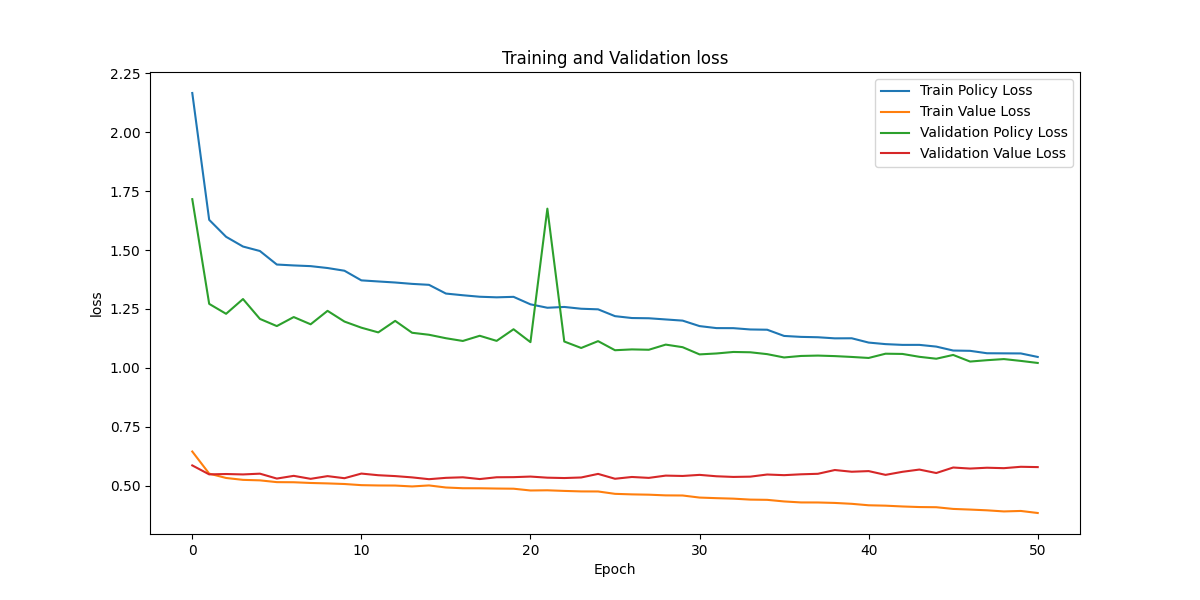 Training and Validation loss
2.25
2.00
1.75
1.50
1.25
1.00
0.75
0.50
loss
Train Policy Loss
Train Value Loss
Validation Policy Loss
Validation Value Loss
0 10 20 30 40 50
Epoch